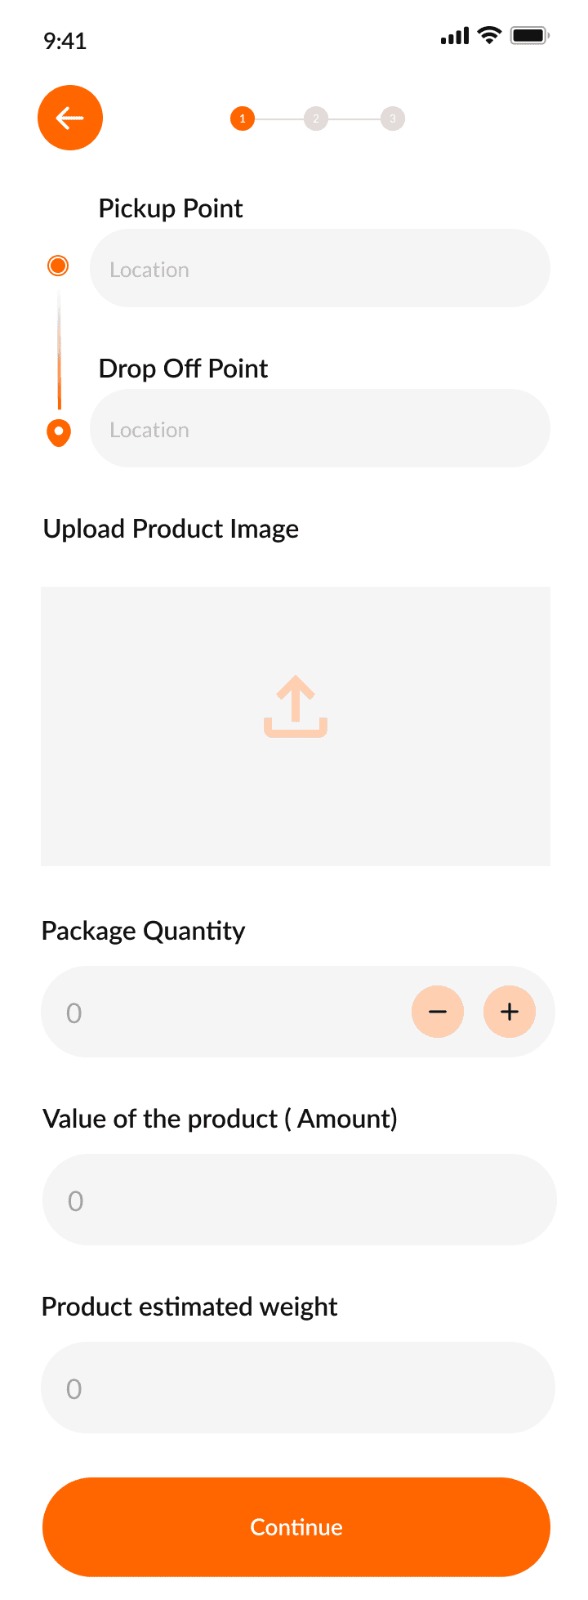 9:41
1 2 3
Pickup Point
Location
Drop Off Point
Location
Upload Product Image
Package Quantity
0 − +
Value of the product ( Amount)
0
Product estimated weight
0
Continue